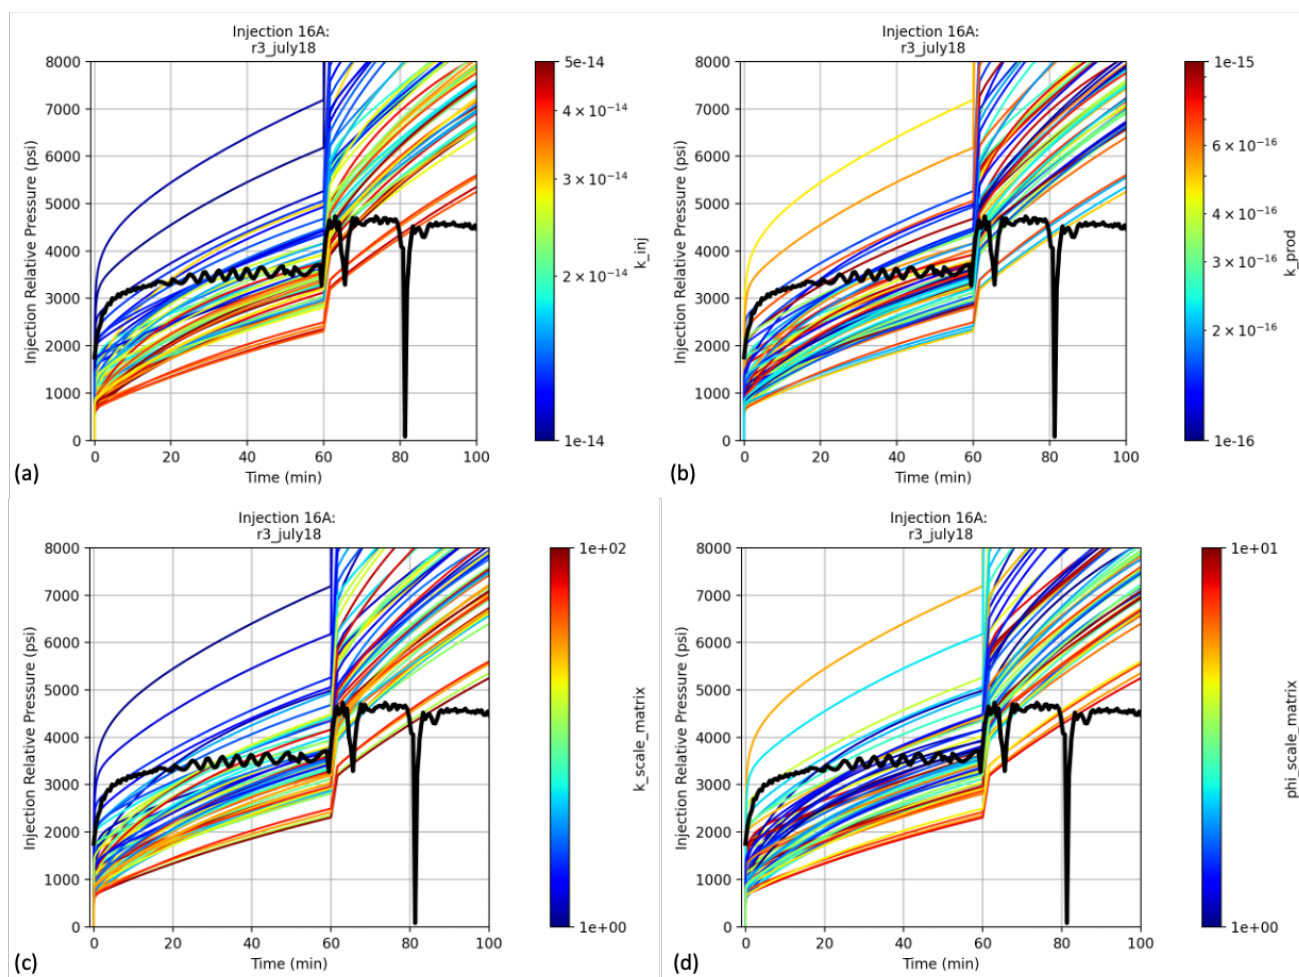 Injection 16A:
r3_july18
Injection Relative Pressure (psi)
8000
7000
6000
5000
4000
3000
2000
1000
0
0 20 40 60 80 100
Time (min)
5e-14
4 × 10⁻¹⁴
3 × 10⁻¹⁴
2 × 10⁻¹⁴
1e-14
k_inj
(a)
Injection 16A:
r3_july18
Injection Relative Pressure (psi)
8000
7000
6000
5000
4000
3000
2000
1000
0
0 20 40 60 80 100
Time (min)
1e-15
6 × 10⁻¹⁶
4 × 10⁻¹⁶
3 × 10⁻¹⁶
2 × 10⁻¹⁶
1e-16
k_prod
(b)
Injection 16A:
r3_july18
Injection Relative Pressure (psi)
8000
7000
6000
5000
4000
3000
2000
1000
0
0 20 40 60 80 100
Time (min)
1e+02
1e+00
k_scale_matrix
(c)
Injection 16A:
r3_july18
Injection Relative Pressure (psi)
8000
7000
6000
5000
4000
3000
2000
1000
0
0 20 40 60 80 100
Time (min)
1e+01
1e+00
phi_scale_matrix
(d)